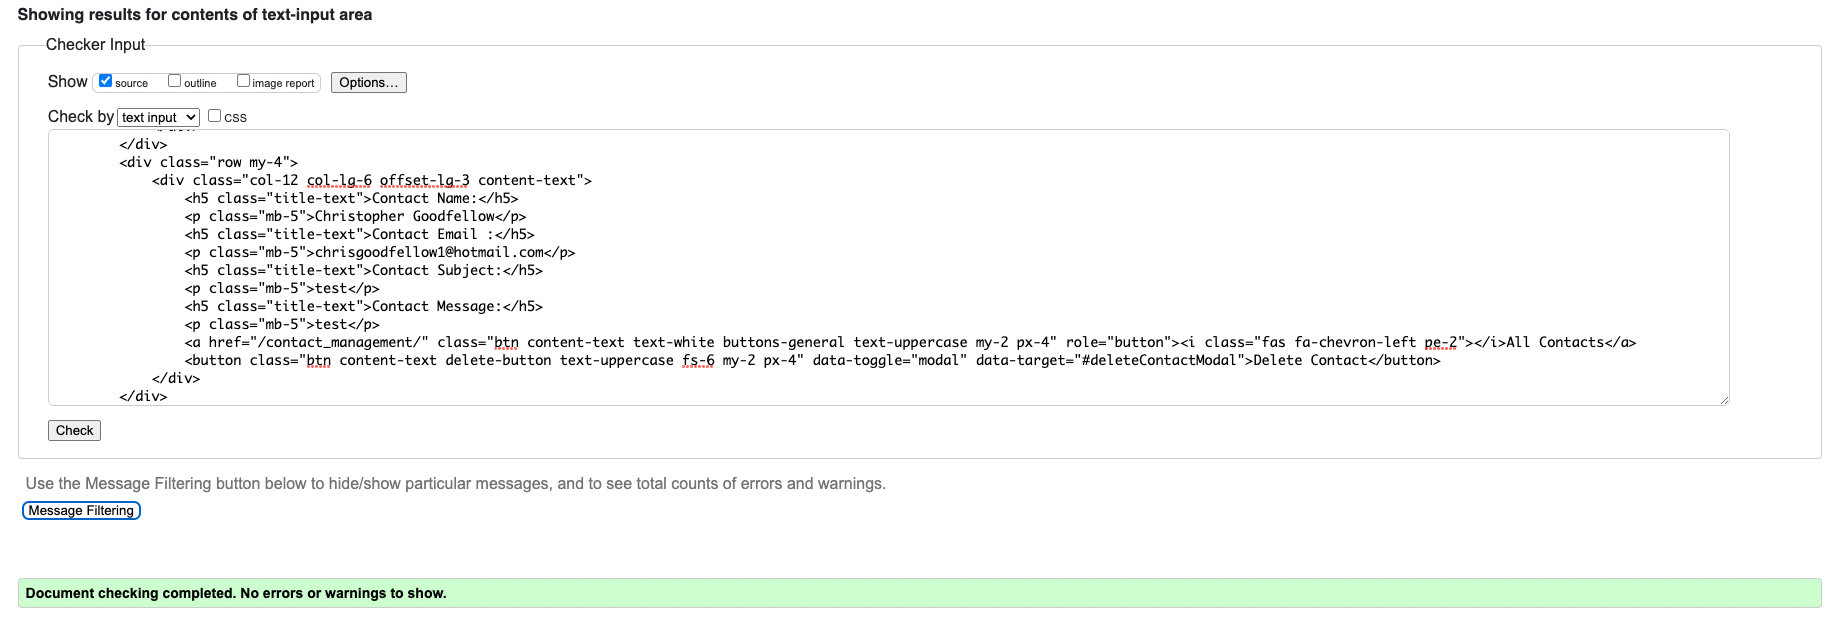 Showing results for contents of text-input area
Checker Input
Show source outline image report Options...
Check by text input css
</div>
<div class="row my-4">
<div class="col-12 col-lg-6 offset-lg-3 content-text">
<h5 class="title-text">Contact Name:</h5>
<p class="mb-5">Christopher Goodfellow</p>
<h5 class="title-text">Contact Email :</h5>
<p class="mb-5">chrisgoodfellow1@hotmail.com</p>
<h5 class="title-text">Contact Subject:</h5>
<p class="mb-5">test</p>
<h5 class="title-text">Contact Message:</h5>
<p class="mb-5">test</p>
<a href="/contact_management/" class="btn content-text text-white buttons-general text-uppercase my-2 px-4" role="button"><i class="fas fa-chevron-left pe-2"></i>All Contacts</a>
<button class="btn content-text delete-button text-uppercase fs-6 my-2 px-4" data-toggle="modal" data-target="#deleteContactModal">Delete Contact</button>
</div>
</div>
Check
Use the Message Filtering button below to hide/show particular messages, and to see total counts of errors and warnings.
Message Filtering
Document checking completed. No errors or warnings to show.